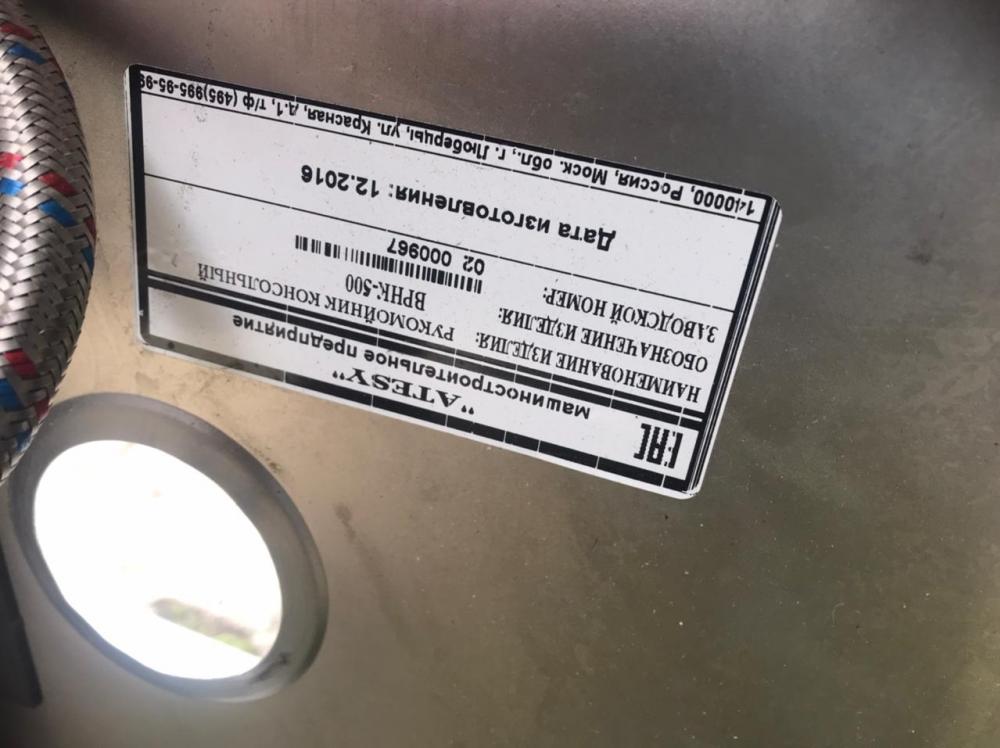 EAC
"ATESY"
машиностроительное предприятие
НАИМЕНОВАНИЕ ИЗДЕЛИЯ: РУКОМОЙНИК КОНСОЛЬНЫЙ
ОБОЗНАЧЕНИЕ ИЗДЕЛИЯ: ВРНК-500
ЗАВОДСКОЙ НОМЕР:
02 000967
Дата изготовления: 12.2016
140000, Россия, Моск. обл., г. Люберцы, ул. Красная, д.1, т/ф (495)995-95-99